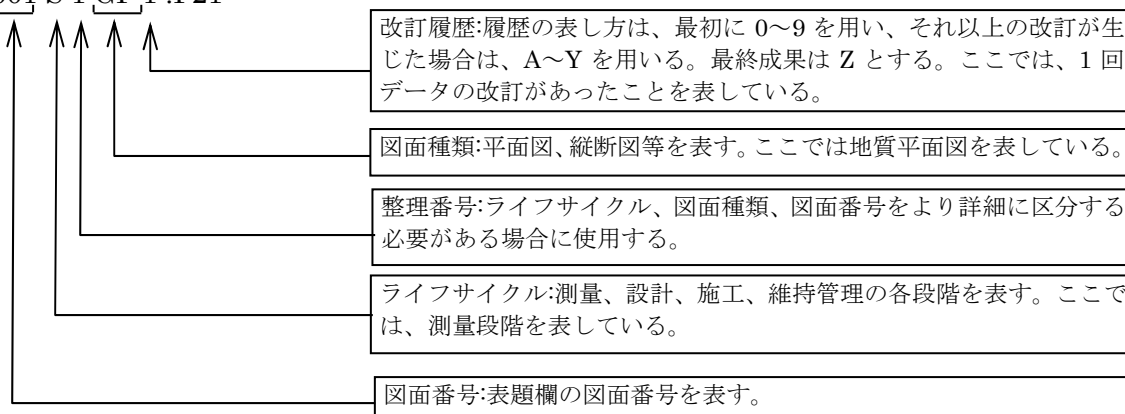 改訂履歴:履歴の表し方は、最初に 0～9 を用い、それ以上の改訂が生
じた場合は、A～Y を用いる。最終成果は Z とする。ここでは、1 回
データの改訂があったことを表している。
図面種類:平面図、縦断図等を表す。ここでは地質平面図を表している。
整理番号:ライフサイクル、図面種類、図面番号をより詳細に区分する
必要がある場合に使用する。
ライフサイクル:測量、設計、施工、維持管理の各段階を表す。ここで
は、測量段階を表している。
図面番号:表題欄の図面番号を表す。